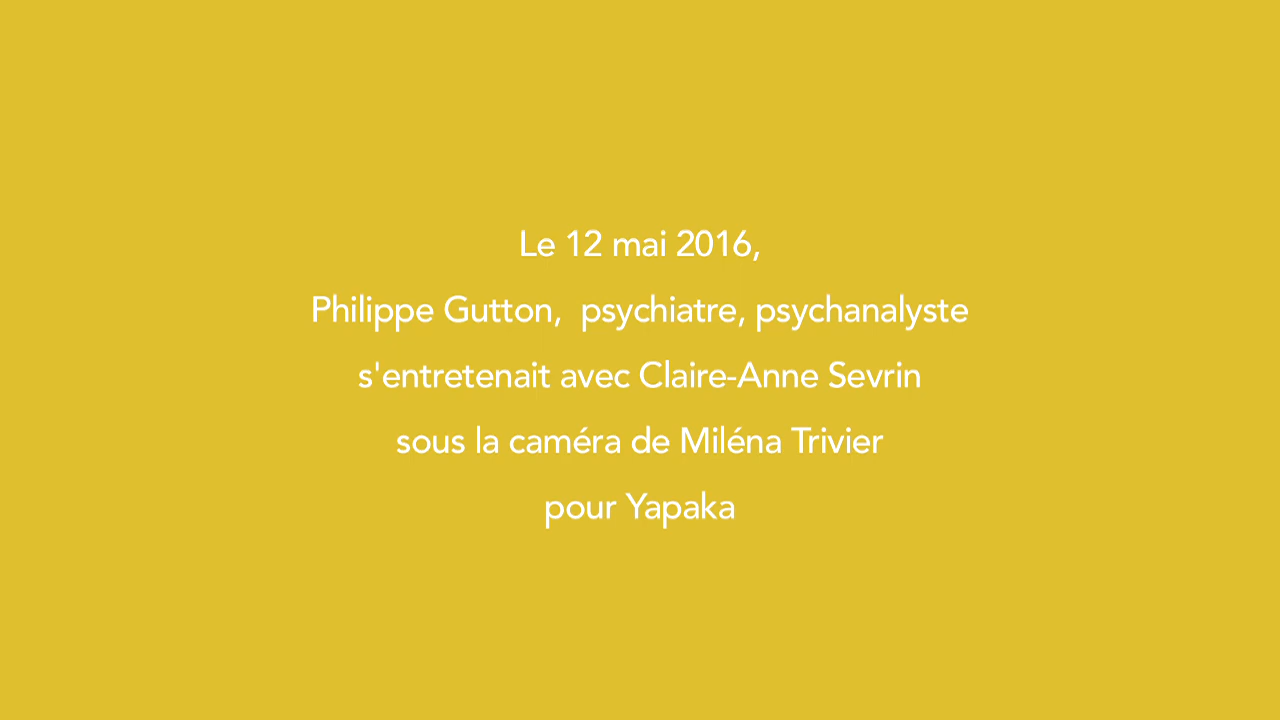 Le 12 mai 2016,
Philippe Gutton,  psychiatre, psychanalyste
s'entretenait avec Claire-Anne Sevrin
sous la caméra de Miléna Trivier
pour Yapaka